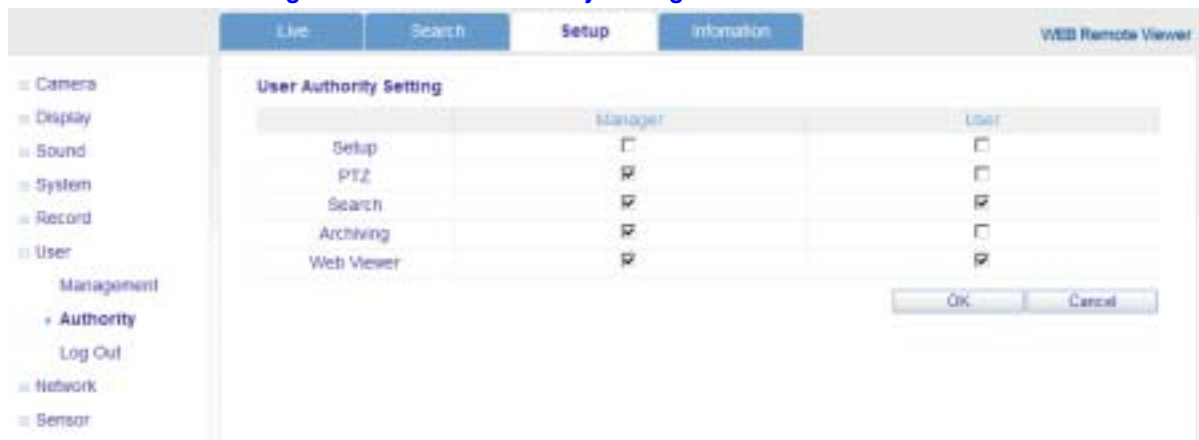 Live Search Setup Infomation WEB Remote Viewer
Camera
Display
Sound
System
Record
User
Management
Authority
Log Out
Network
Sensor
User Authority Setting
Manager User
Setup
PTZ
Search
Archiving
Web Viewer
OK Cancel